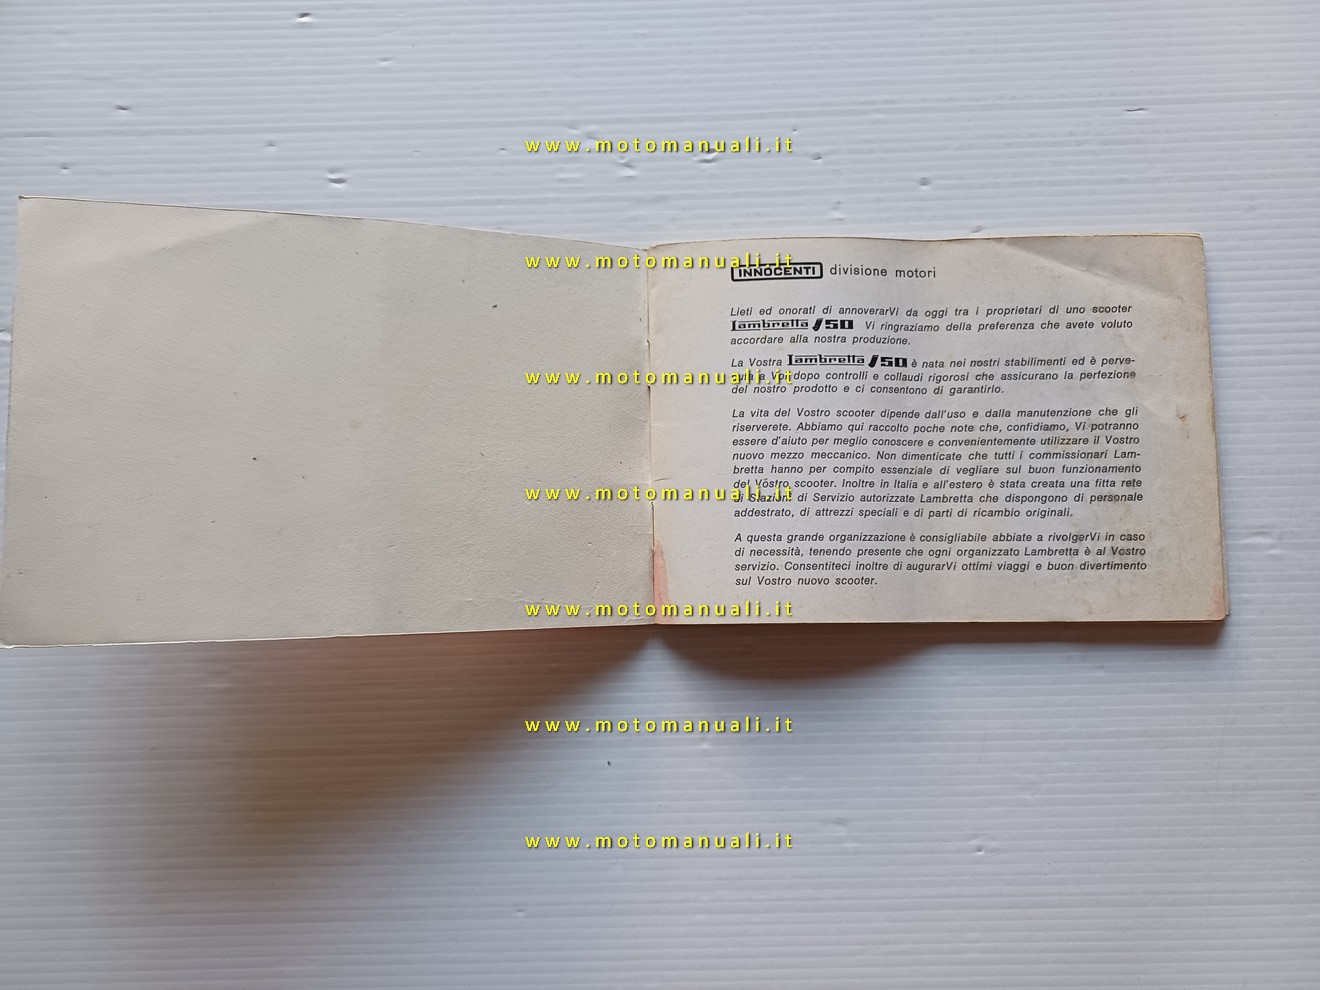 www.motomanuali.it
www.motomanuali.it
INNOCENTI divisione motori
Lieti ed onorati di annoverarVi da oggi tra i proprietari di uno scooter
Lambretta J50 Vi ringraziamo della preferenza che avete voluto
accordare alla nostra produzione.
La Vostra Lambretta J50 è nata nei nostri stabilimenti ed è perve-
nuta a Voi dopo controlli e collaudi rigorosi che assicurano la perfezione
www.motomanuali.it
del nostro prodotto e ci consentono di garantirlo.
La vita del Vostro scooter dipende dall'uso e dalla manutenzione che gli
riserverete. Abbiamo qui raccolto poche note che, confidiamo, Vi potranno
essere d'aiuto per meglio conoscere e convenientemente utilizzare il Vostro
nuovo mezzo meccanico. Non dimenticate che tutti i commissionari Lam-
bretta hanno per compito essenziale di vegliare sul buon funzionamento
del Vostro scooter. Inoltre in Italia e all'estero è stata creata una fitta rete
www.motomanuali.it
di Stazioni di Servizio autorizzate Lambretta che dispongono di personale
addestrato, di attrezzi speciali e di parti di ricambio originali.
A questa grande organizzazione è consigliabile abbiate a rivolgerVi in caso
di necessità, tenendo presente che ogni organizzato Lambretta è al Vostro
servizio. Consentiteci inoltre di augurarVi ottimi viaggi e buon divertimento
sul Vostro nuovo scooter.
www.motomanuali.it
www.motomanuali.it
www.motomanuali.it